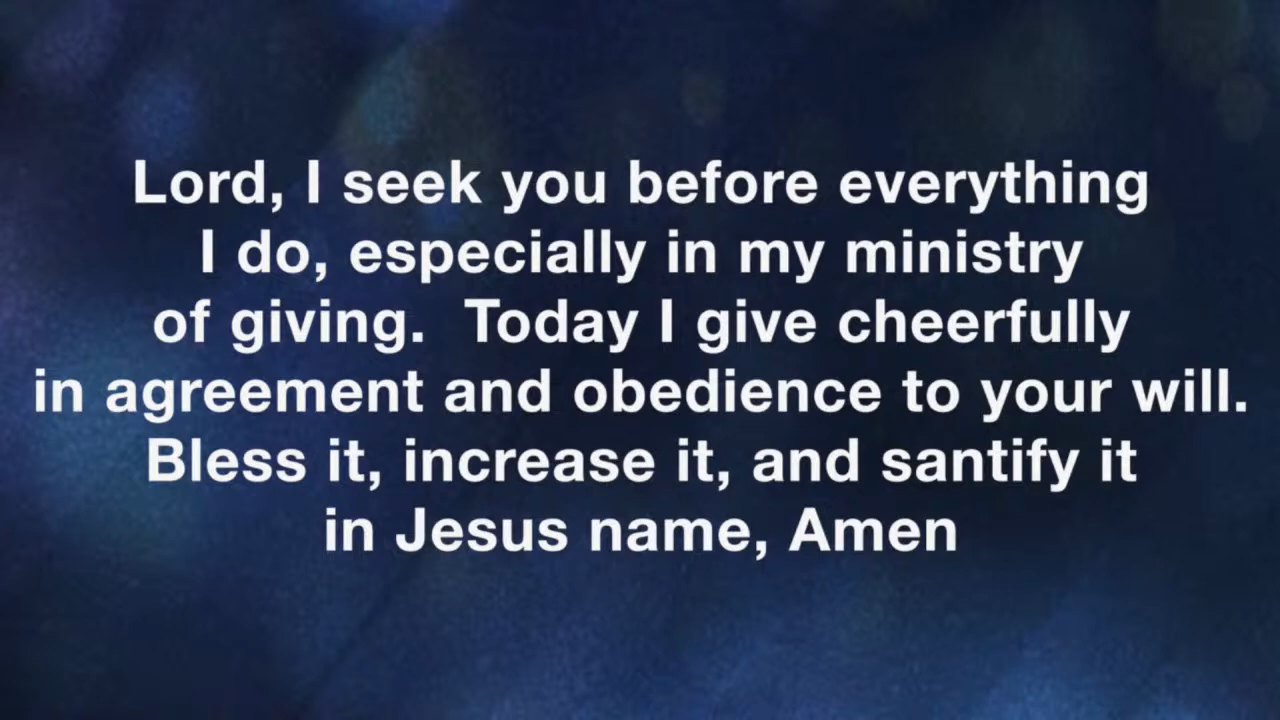 Lord, I seek you before everything
I do, especially in my ministry
of giving.  Today I give cheerfully
in agreement and obedience to your will.
Bless it, increase it, and santify it
in Jesus name, Amen